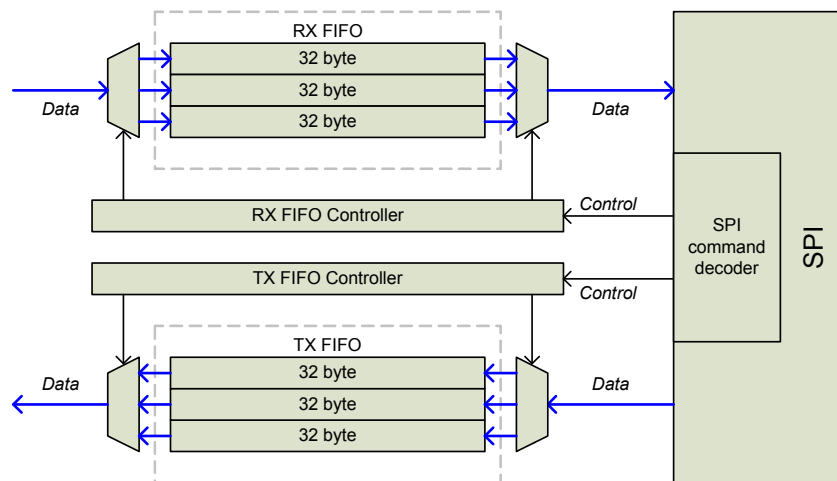 RX FIFO
32 byte
32 byte
32 byte
Data
Data
RX FIFO Controller
Control
SPI
command
decoder
SPI
TX FIFO Controller
Control
TX FIFO
32 byte
32 byte
32 byte
Data
Data